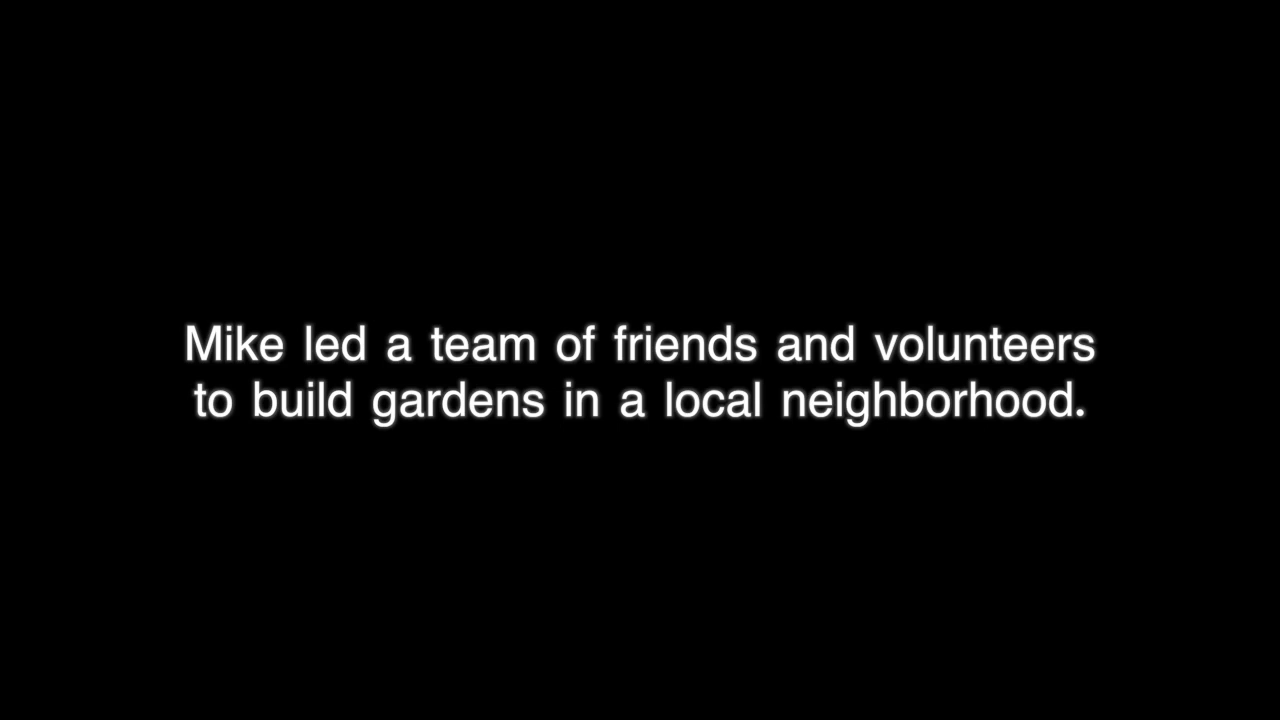 Mike led a team of friends and volunteers
to build gardens in a local neighborhood.